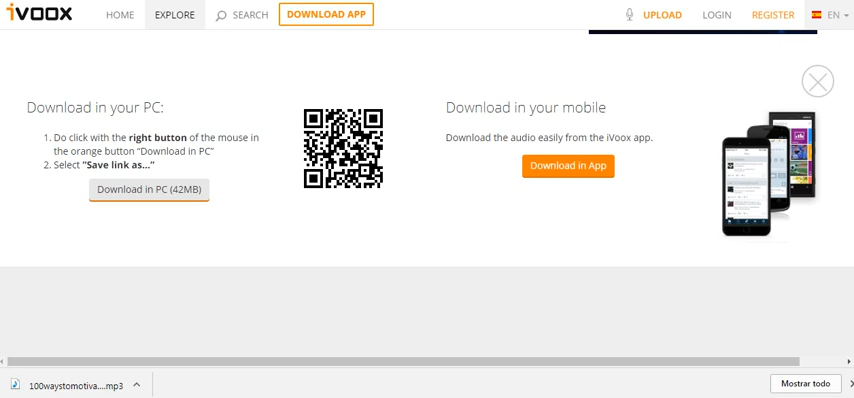 iVOOX HOME EXPLORE SEARCH DOWNLOAD APP UPLOAD LOGIN REGISTER EN
Download in your PC:
1. Do click with the right button of the mouse in
the orange button “Download in PC”
2. Select “Save link as...”
Download in PC (42MB)
Download in your mobile
Download the audio easily from the iVoox app.
Download in App
100waystomotiva....mp3
Mostrar todo